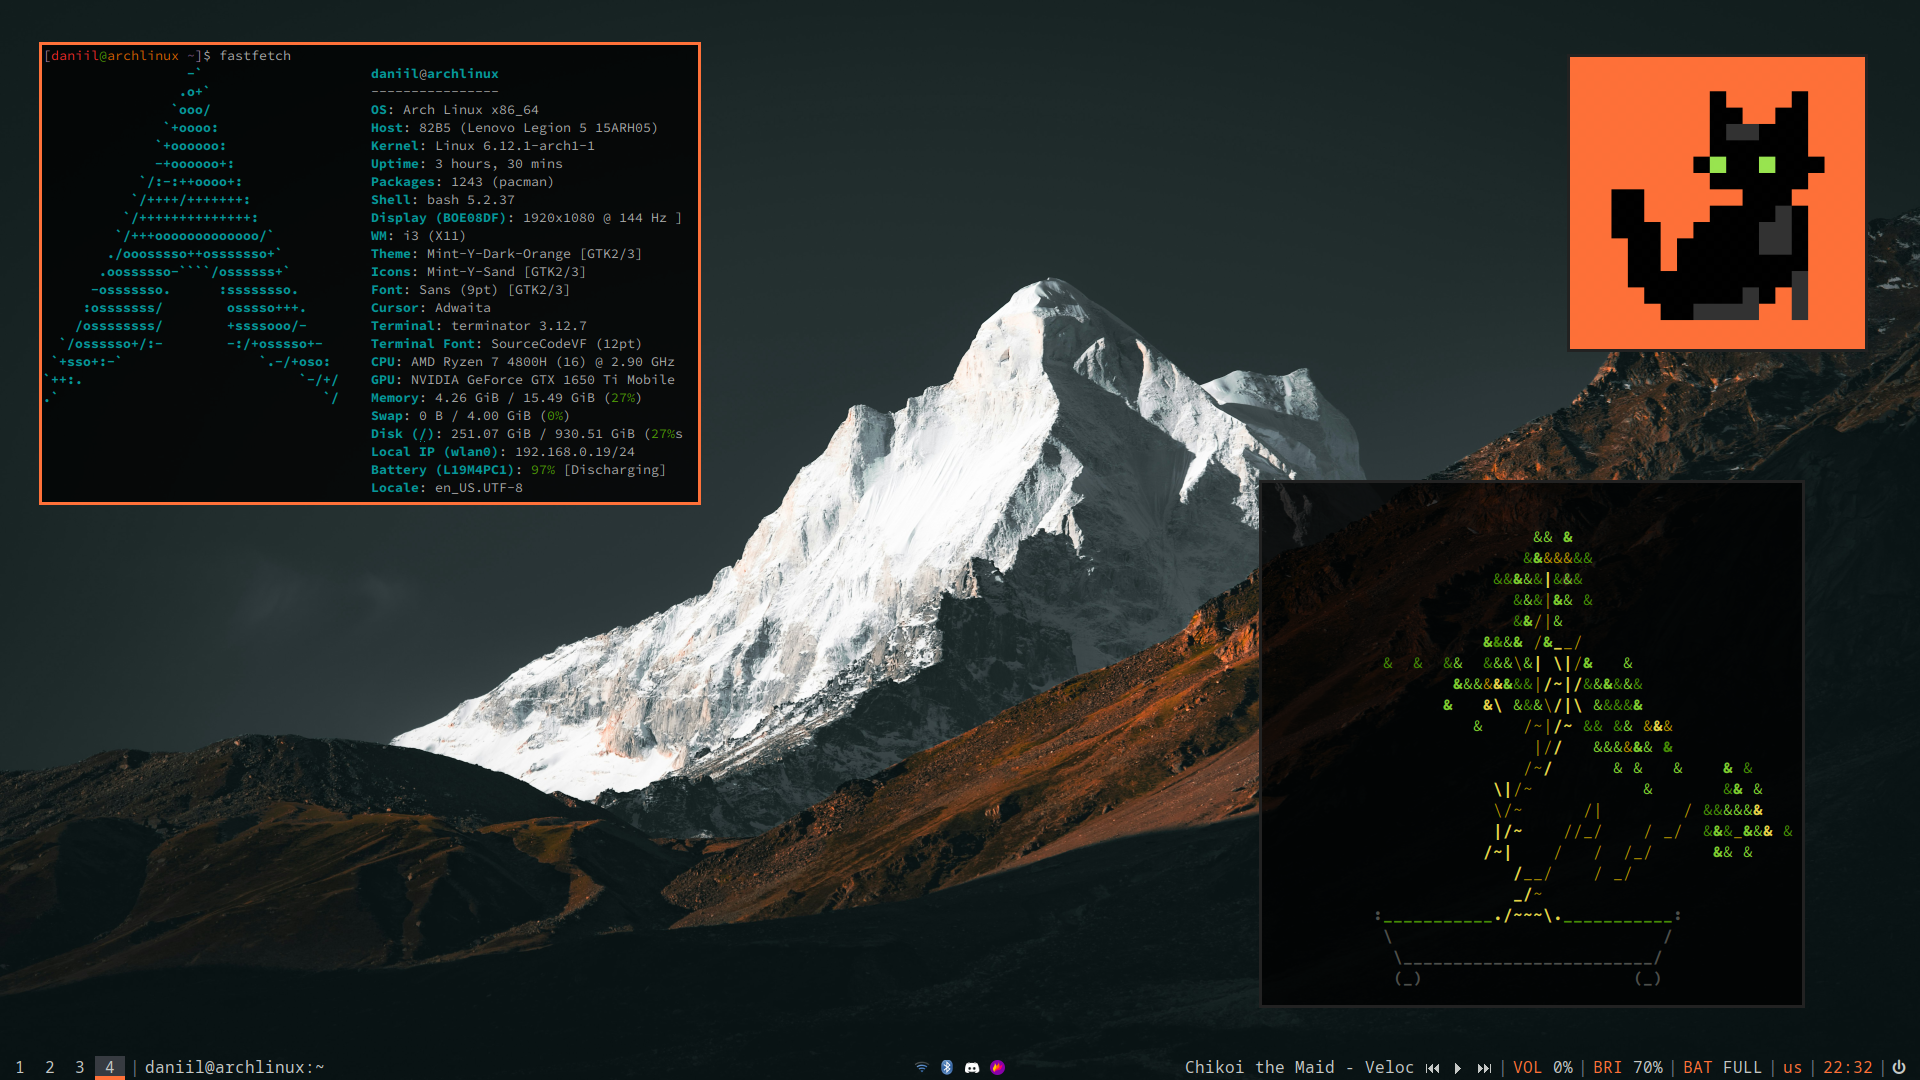 [daniil@archlinux ~]$ fastfetch
daniil@archlinux
----------------
OS: Arch Linux x86_64
Host: 82B5 (Lenovo Legion 5 15ARH05)
Kernel: Linux 6.12.1-arch1-1
Uptime: 3 hours, 30 mins
Packages: 1243 (pacman)
Shell: bash 5.2.37
Display (BOE08DF): 1920x1080 @ 144 Hz ]
WM: i3 (X11)
Theme: Mint-Y-Dark-Orange [GTK2/3]
Icons: Mint-Y-Sand [GTK2/3]
Font: Sans (9pt) [GTK2/3]
Cursor: Adwaita
Terminal: terminator 3.12.7
Terminal Font: SourceCodeVF (12pt)
CPU: AMD Ryzen 7 4800H (16) @ 2.90 GHz
GPU: NVIDIA GeForce GTX 1650 Ti Mobile
Memory: 4.26 GiB / 15.49 GiB (27%)
Swap: 0 B / 4.00 GiB (0%)
Disk (/): 251.07 GiB / 930.51 GiB (27%s
Local IP (wlan0): 192.168.0.19/24
Battery (L19M4PC1): 97% [Discharging]
Locale: en_US.UTF-8
1 2 3 4 | daniil@archlinux:~
Chikoi the Maid - Veloc | VOL 0% | BRI 70% | BAT FULL | us | 22:32 |